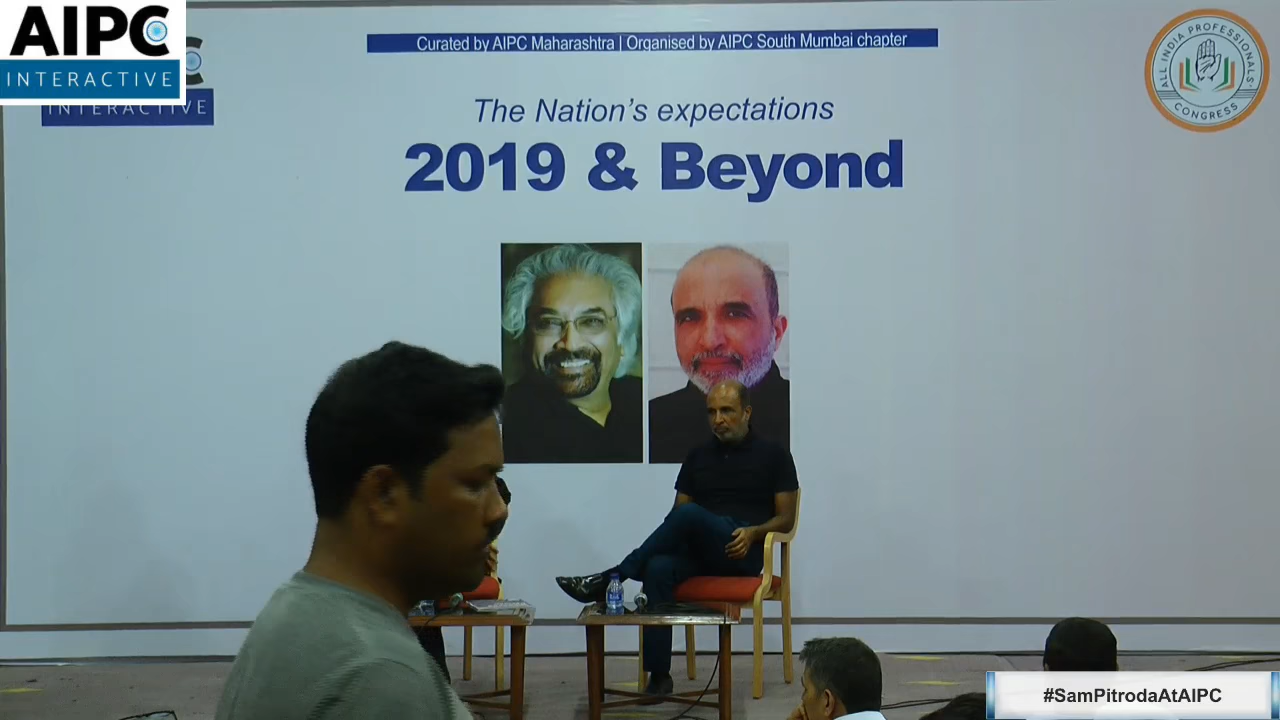 AIPC
INTERACTIVE
INTERACTIVE
Curated by AIPC Maharashtra | Organised by AIPC South Mumbai chapter
The Nation's expectations
2019 & Beyond
ALL INDIA PROFESSIONALS'
CONGRESS
#SamPitrodaAtAIPC